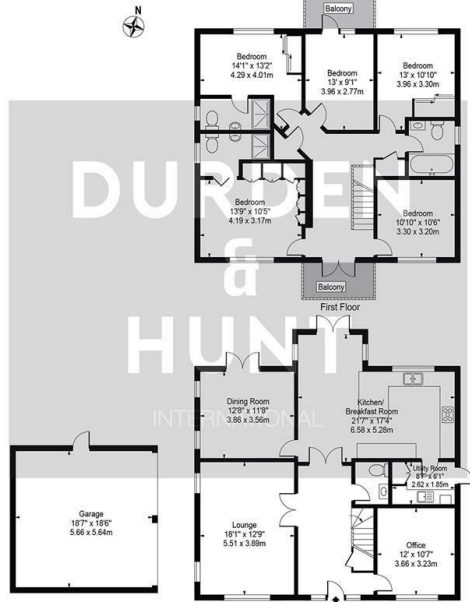 N
Balcony
Bedroom
14'1" x 13'2"
4.29 x 4.01m
Bedroom
13' x 9'1"
3.96 x 2.77m
Bedroom
13' x 10'10"
3.96 x 3.30m
Bedroom
13'9" x 10'5"
4.19 x 3.17m
Bedroom
10'10" x 10'6"
3.30 x 3.20m
Balcony
First Floor
DURDEN
&
HUNT
INTERNATIONAL
Dining Room
12'8" x 11'8"
3.86 x 3.56m
Kitchen/
Breakfast Room
21'7" x 17'4"
6.58 x 5.28m
Utility Room
8'7" x 6'1"
2.62 x 1.85m
Garage
18'7" x 18'6"
5.66 x 5.64m
Lounge
18'1" x 12'9"
5.51 x 3.89m
Office
12' x 10'7"
3.66 x 3.23m